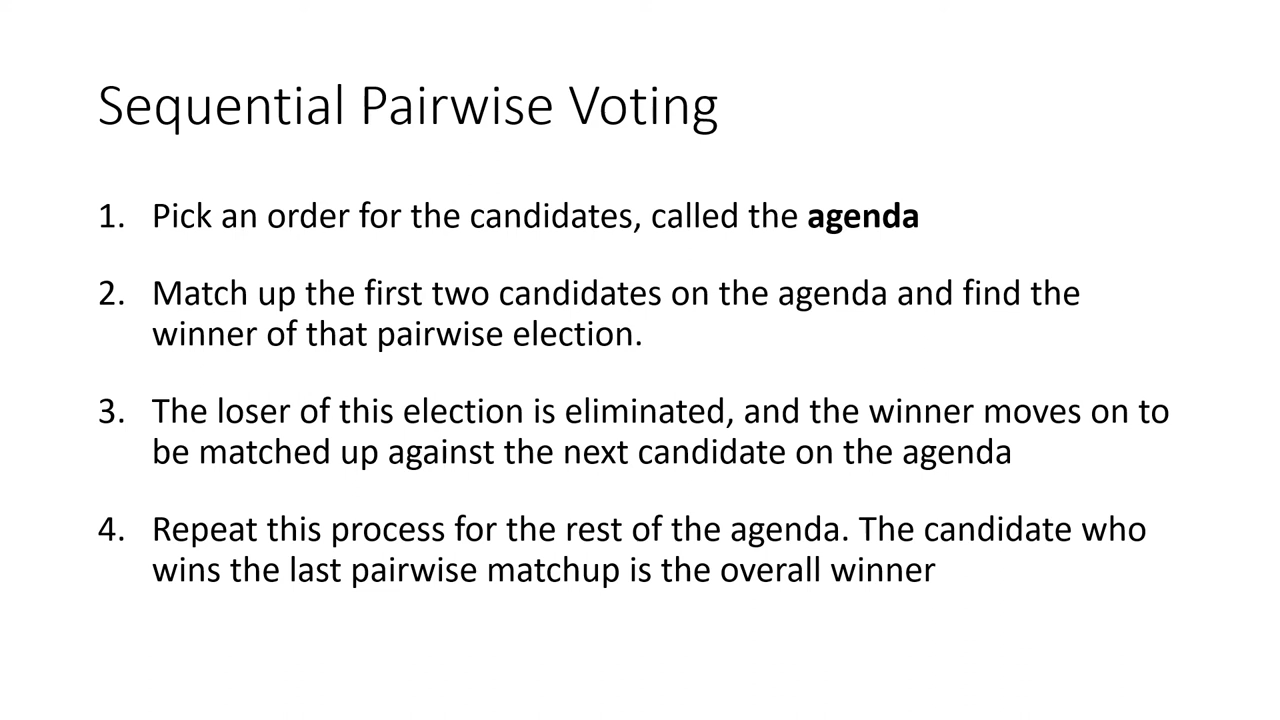 Sequential Pairwise Voting
1. Pick an order for the candidates, called the agenda
2. Match up the first two candidates on the agenda and find the
winner of that pairwise election.
3. The loser of this election is eliminated, and the winner moves on to
be matched up against the next candidate on the agenda
4. Repeat this process for the rest of the agenda. The candidate who
wins the last pairwise matchup is the overall winner